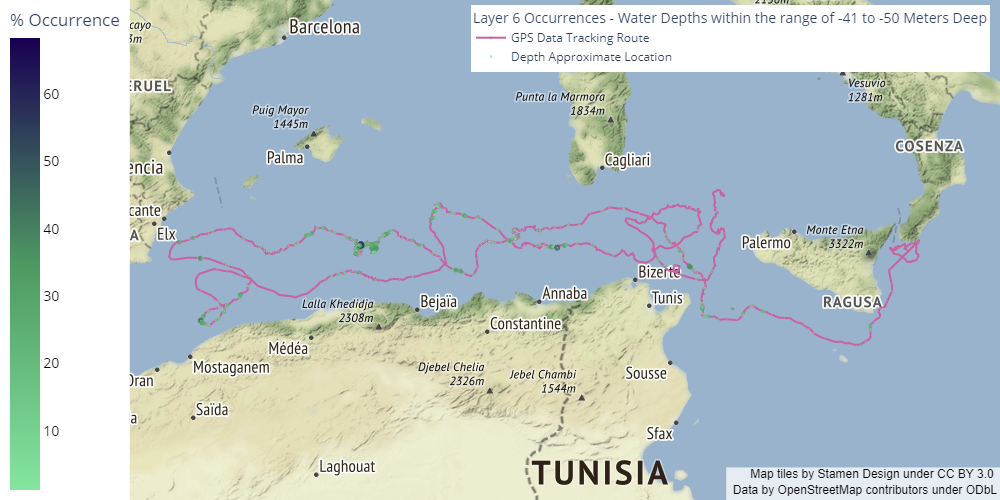 % Occurrence
60
50
40
30
20
10
Layer 6 Occurrences - Water Depths within the range of -41 to -50 Meters Deep
GPS Data Tracking Route
Depth Approximate Location
cayo
3m
Barcelona
ERUEL
Puig Mayor
1445m
Palma
encia
cante
A
Elx
Punta la Marmora
1834m
Cagliari
Vesuvio
1281m
COSENZA
Palermo
Monte Etna
3322m
RAGUSA
Bizerte
Tunis
Annaba
Bejaïa
Lalla Khedidja
2308m
Constantine
Médéa
Mostaganem
Oran
Djebel Chelia
2326m
Jebel Chambi
1544m
Sousse
Saïda
a
Sfax
Laghouat
TUNISIA
Map tiles by Stamen Design under CC BY 3.0
Data by OpenStreetMap contributors under ODbL